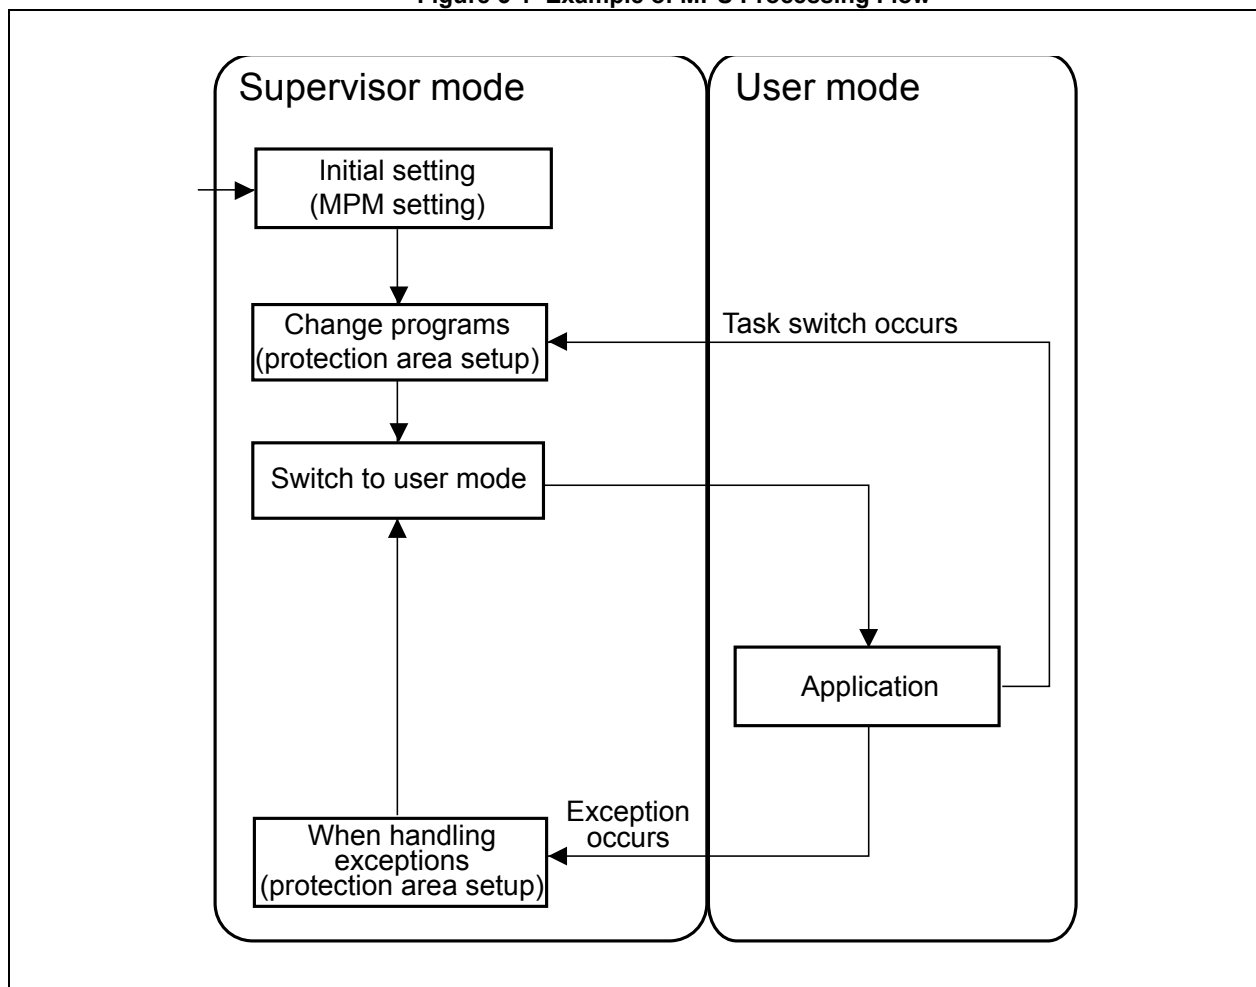 Supervisor mode
User mode
Initial setting
(MPM setting)
Change programs
(protection area setup)
Task switch occurs
Switch to user mode
Application
Exception
occurs
When handling
exceptions
(protection area setup)